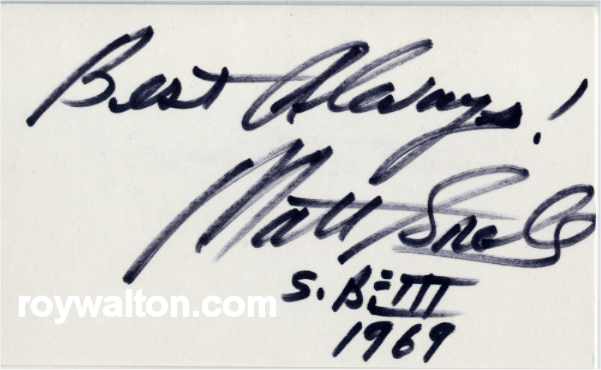 Best Always!
Matt Snell
S.B. III
roywalton.com
1969